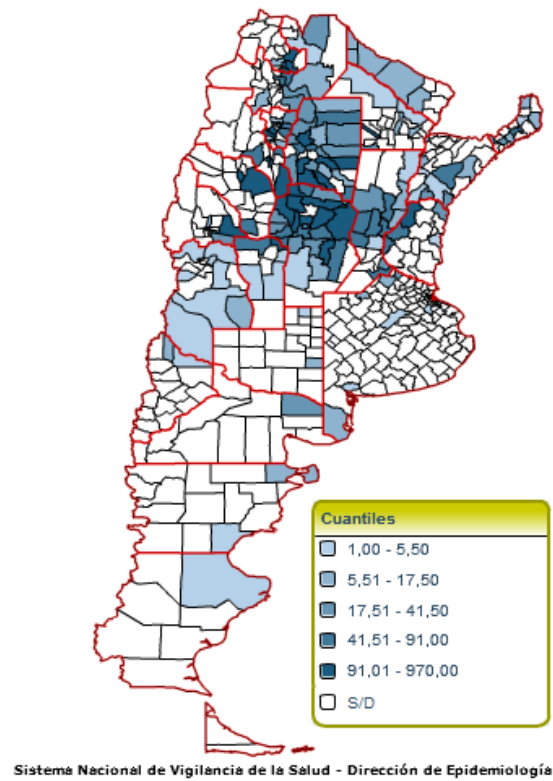 Cuantiles
1,00 - 5,50
5,51 - 17,50
17,51 - 41,50
41,51 - 91,00
91,01 - 970,00
S/D
Sistema Nacional de Vigilancia de la Salud - Dirección de Epidemiología